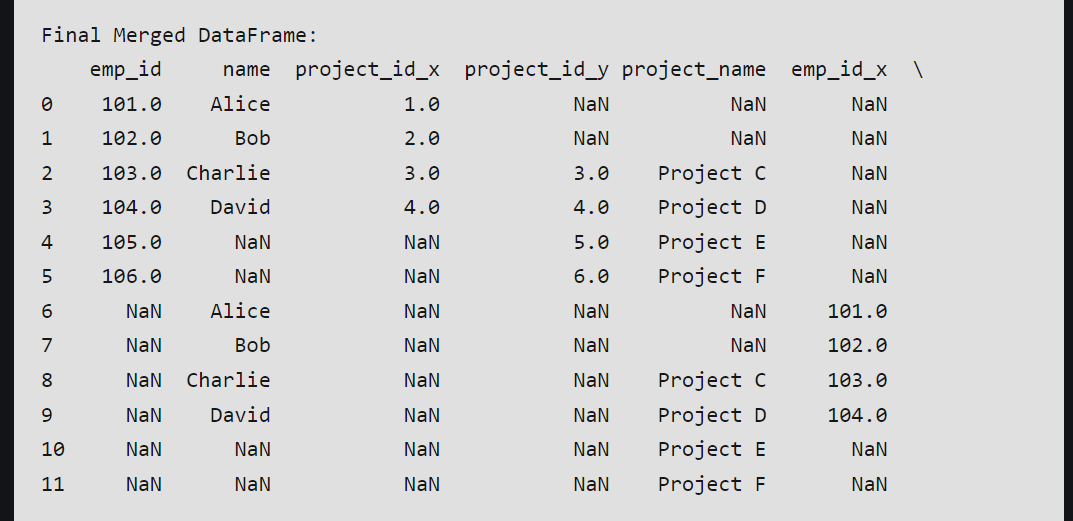 Final Merged DataFrame:
    emp_id     name  project_id_x  project_id_y project_name  emp_id_x  \
0    101.0    Alice           1.0           NaN          NaN       NaN
1    102.0      Bob           2.0           NaN          NaN       NaN
2    103.0  Charlie           3.0           3.0    Project C       NaN
3    104.0    David           4.0           4.0    Project D       NaN
4    105.0      NaN           NaN           5.0    Project E       NaN
5    106.0      NaN           NaN           6.0    Project F       NaN
6      NaN    Alice           NaN           NaN          NaN     101.0
7      NaN      Bob           NaN           NaN          NaN     102.0
8      NaN  Charlie           NaN           NaN    Project C     103.0
9      NaN    David           NaN           NaN    Project D     104.0
10     NaN      NaN           NaN           NaN    Project E       NaN
11     NaN      NaN           NaN           NaN    Project F       NaN